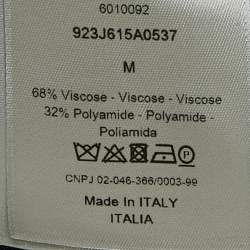 6010092
923J615A0537
M
68% Viscose - Viscose - Viscose
32% Polyamide - Polyamide -
Poliamida
CNPJ 02-046-366/0003-99
Made In ITALY
ITALIA